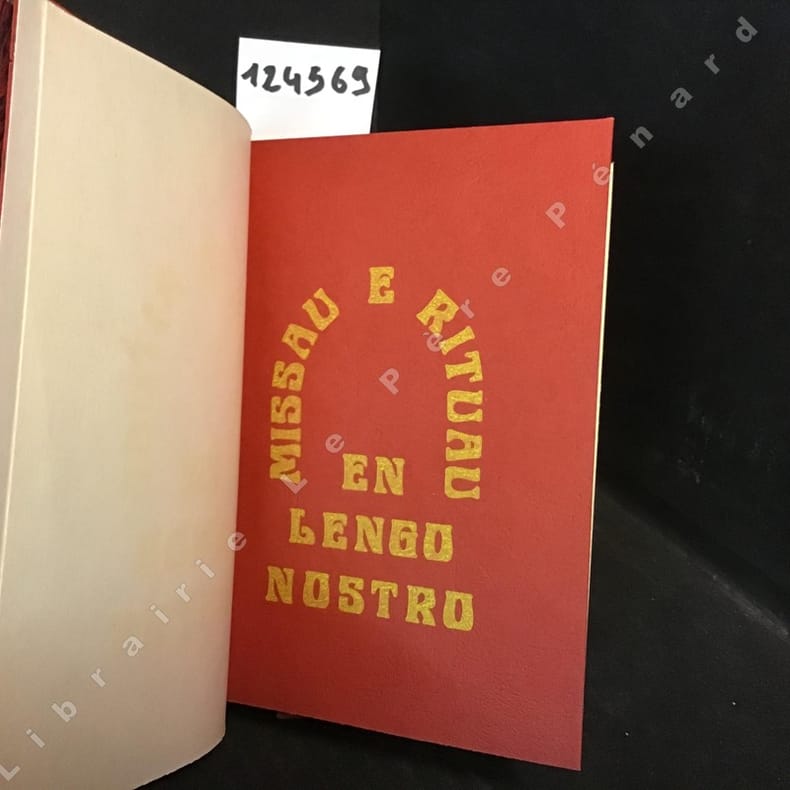 124569
MISSAU E RITUAU
EN
LENGO
NOSTRO
Librairie Le Père Pénard